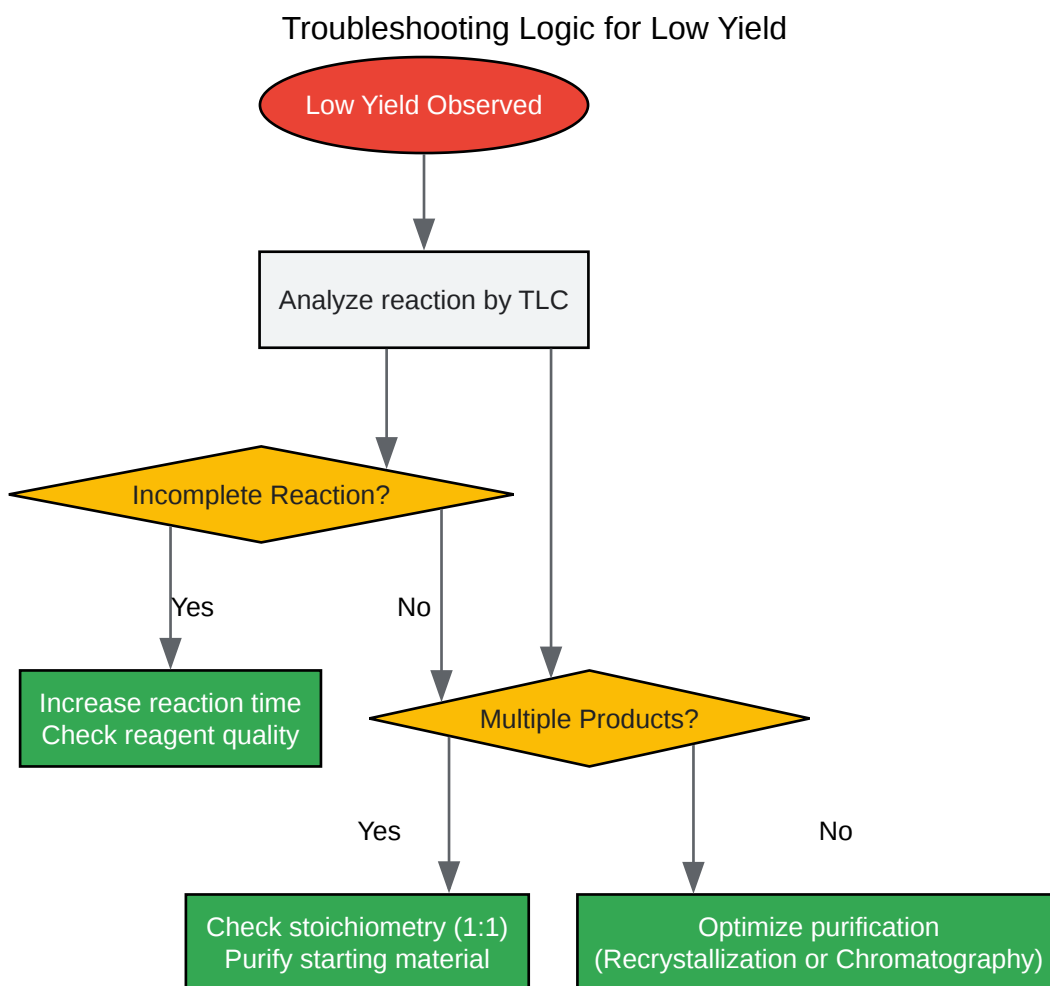 Troubleshooting Logic for Low Yield
Low Yield Observed
Analyze reaction by TLC
Incomplete Reaction?
Yes
No
Increase reaction time
Check reagent quality
Multiple Products?
Yes
No
Check stoichiometry (1:1)
Purify starting material
Optimize purification
(Recrystallization or Chromatography)